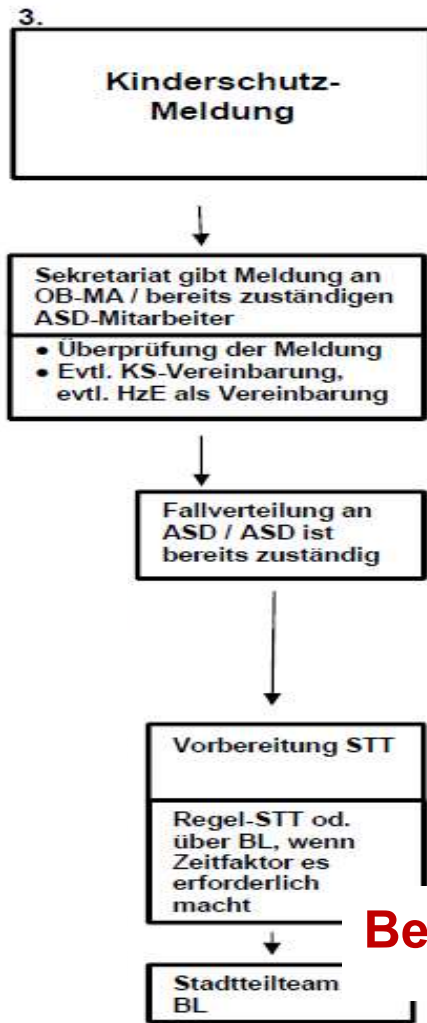 3.
Kinderschutz-
Meldung
Sekretariat gibt Meldung an
OB-MA / bereits zuständigen
ASD-Mitarbeiter
• Überprüfung der Meldung
• Evtl. KS-Vereinbarung,
evtl. HzE als Vereinbarung
Fallverteilung an
ASD / ASD ist
bereits zuständig
Vorbereitung STT
Regel-STT od.
über BL, wenn
Zeitfaktor es
erforderlich
macht
Be
Stadtteilteam
BL